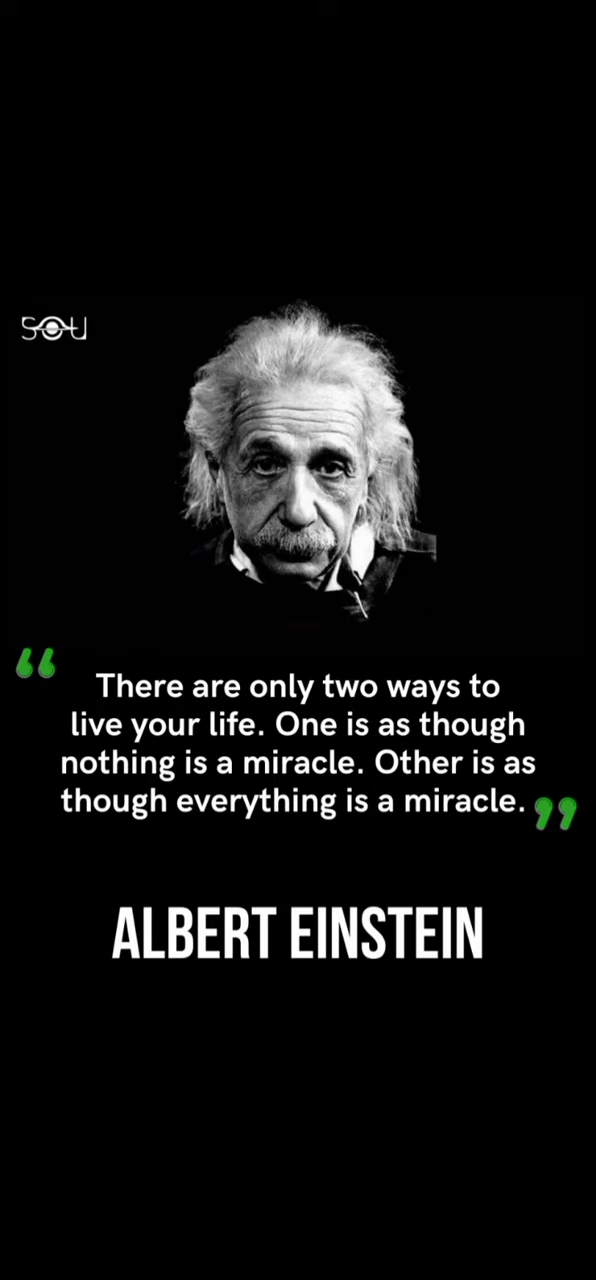 SOU
“ There are only two ways to
live your life. One is as though
nothing is a miracle. Other is as
though everything is a miracle. ”
ALBERT EINSTEIN